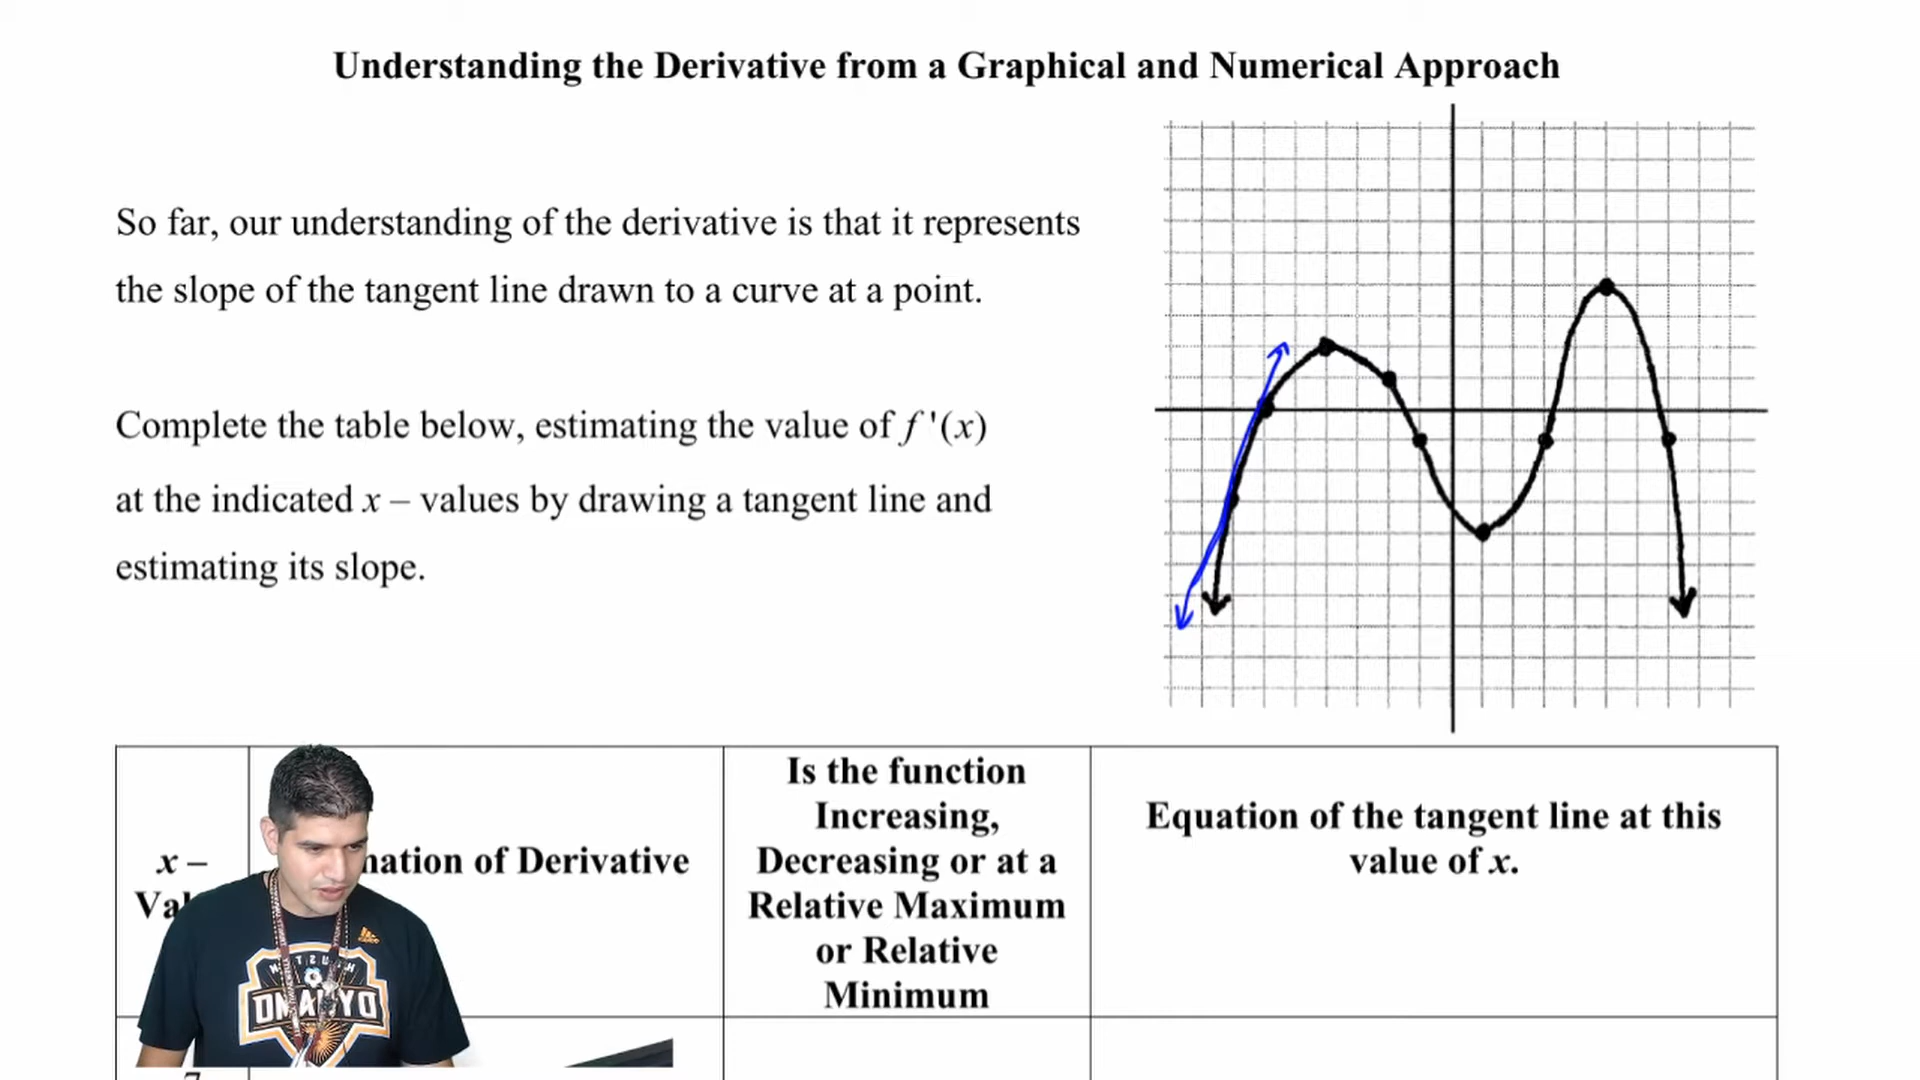 Understanding the Derivative from a Graphical and Numerical Approach
So far, our understanding of the derivative is that it represents
the slope of the tangent line drawn to a curve at a point.
Complete the table below, estimating the value of f '(x)
at the indicated x – values by drawing a tangent line and
estimating its slope.
x –
of Derivative
Is the function
Increasing,
Decreasing or at a
Relative Maximum
or Relative
Minimum
Equation of the tangent line at this
value of x.